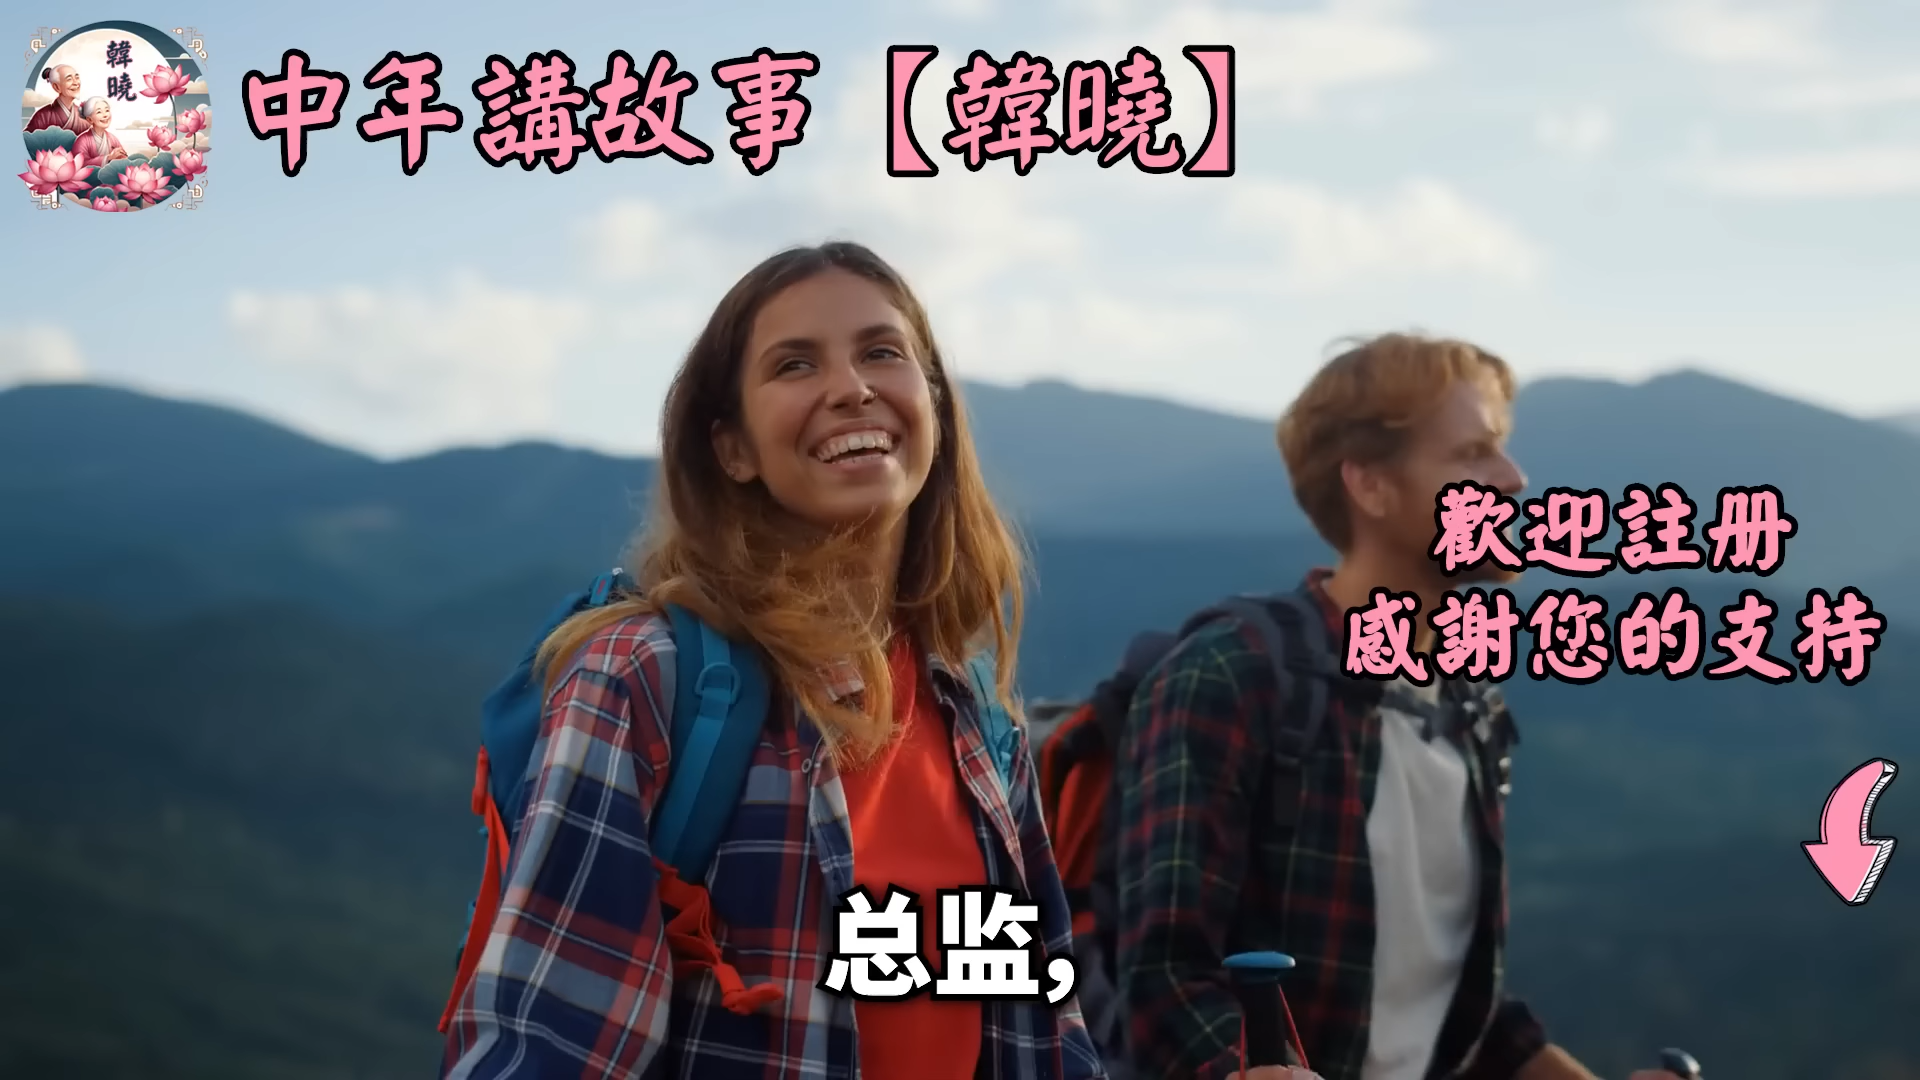 韓
曉
中年講故事【韓曉】
歡迎註册
感謝您的支持
总监,